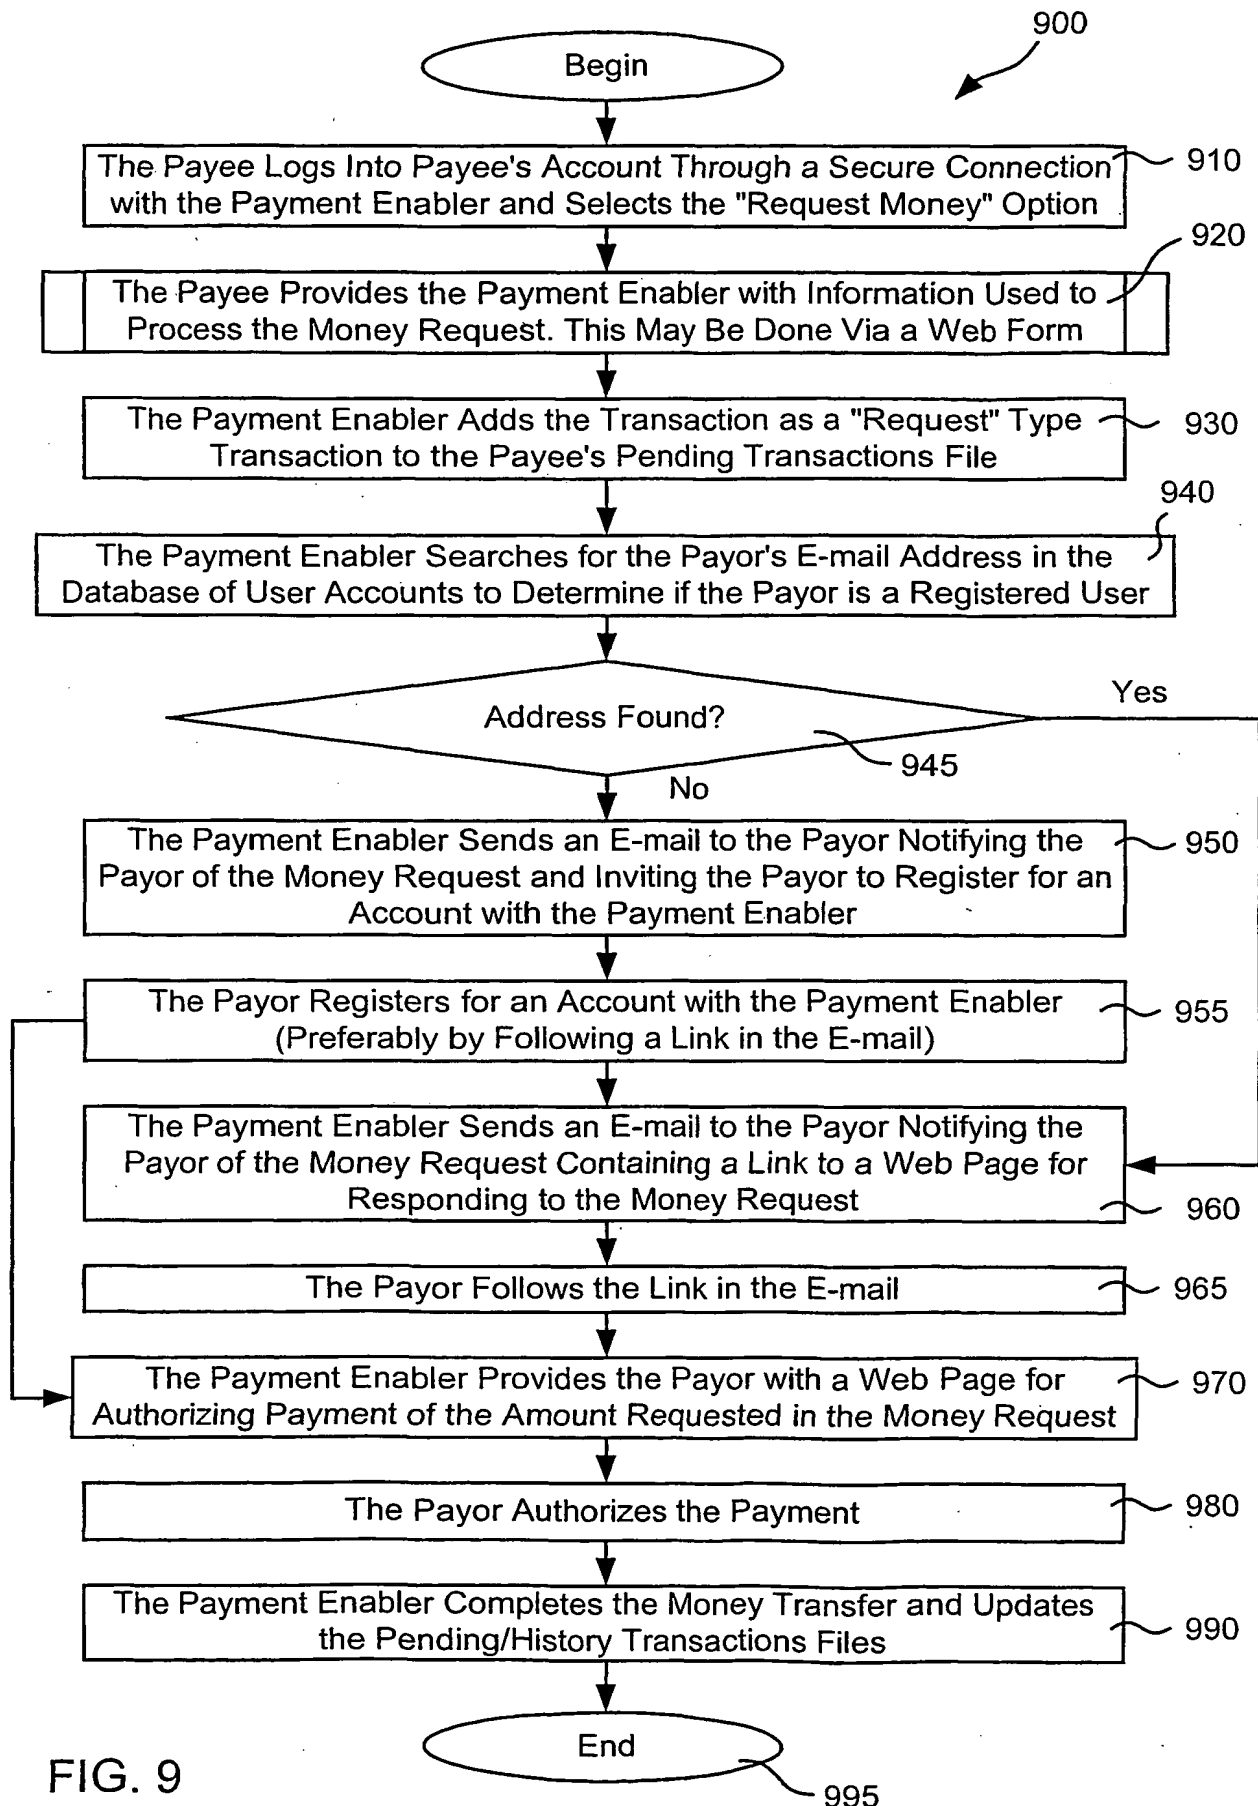 900
Begin
The Payee Logs Into Payee's Account Through a Secure Connection
with the Payment Enabler and Selects the "Request Money" Option
910
920
The Payee Provides the Payment Enabler with Information Used to
Process the Money Request. This May Be Done Via a Web Form
The Payment Enabler Adds the Transaction as a "Request" Type
Transaction to the Payee's Pending Transactions File
930
940
The Payment Enabler Searches for the Payor's E-mail Address in the
Database of User Accounts to Determine if the Payor is a Registered User
Yes
Address Found?
945
No
The Payment Enabler Sends an E-mail to the Payor Notifying the
Payor of the Money Request and Inviting the Payor to Register for an
Account with the Payment Enabler
950
The Payor Registers for an Account with the Payment Enabler
(Preferably by Following a Link in the E-mail)
955
The Payment Enabler Sends an E-mail to the Payor Notifying the
Payor of the Money Request Containing a Link to a Web Page for
Responding to the Money Request
960
The Payor Follows the Link in the E-mail
965
The Payment Enabler Provides the Payor with a Web Page for
Authorizing Payment of the Amount Requested in the Money Request
970
The Payor Authorizes the Payment
980
The Payment Enabler Completes the Money Transfer and Updates
the Pending/History Transactions Files
990
End
995
FIG. 9